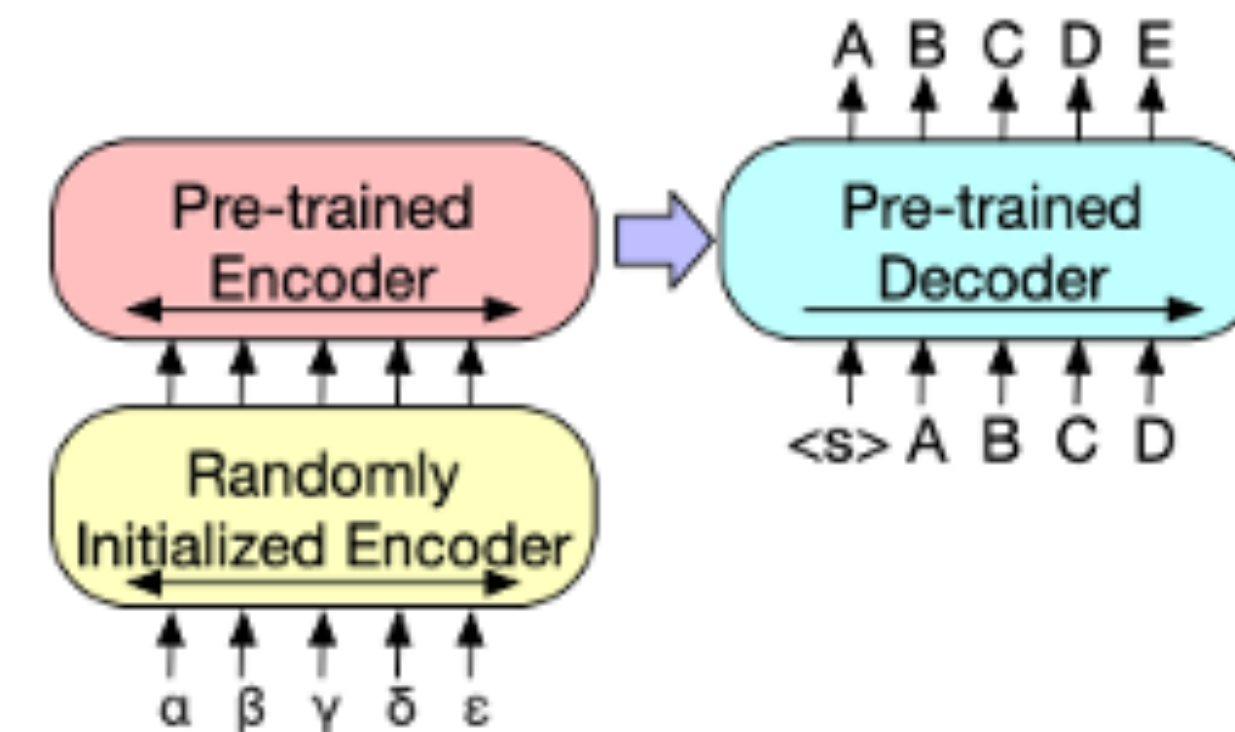 A B C D E
Pre-trained
Encoder
Pre-trained
Decoder
<s> A B C D
Randomly
Initialized Encoder
α β γ δ ε